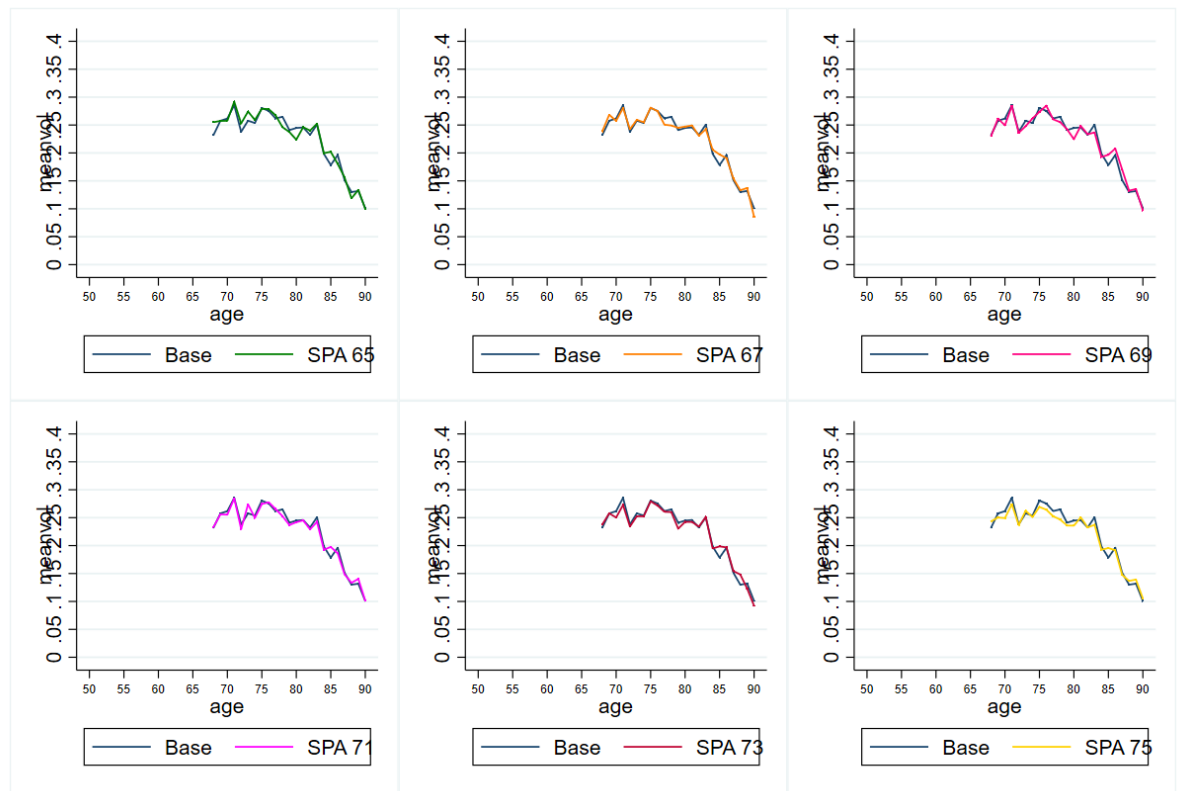 meanvol
0 .05 .1 .15 .2 .25 .3 .35 .4
50 55 60 65 70 75 80 85 90
age
Base SPA 65
meanvol
0 .05 .1 .15 .2 .25 .3 .35 .4
50 55 60 65 70 75 80 85 90
age
Base SPA 67
meanvol
0 .05 .1 .15 .2 .25 .3 .35 .4
50 55 60 65 70 75 80 85 90
age
Base SPA 69
meanvol
0 .05 .1 .15 .2 .25 .3 .35 .4
50 55 60 65 70 75 80 85 90
age
Base SPA 71
meanvol
0 .05 .1 .15 .2 .25 .3 .35 .4
50 55 60 65 70 75 80 85 90
age
Base SPA 73
meanvol
0 .05 .1 .15 .2 .25 .3 .35 .4
50 55 60 65 70 75 80 85 90
age
Base SPA 75